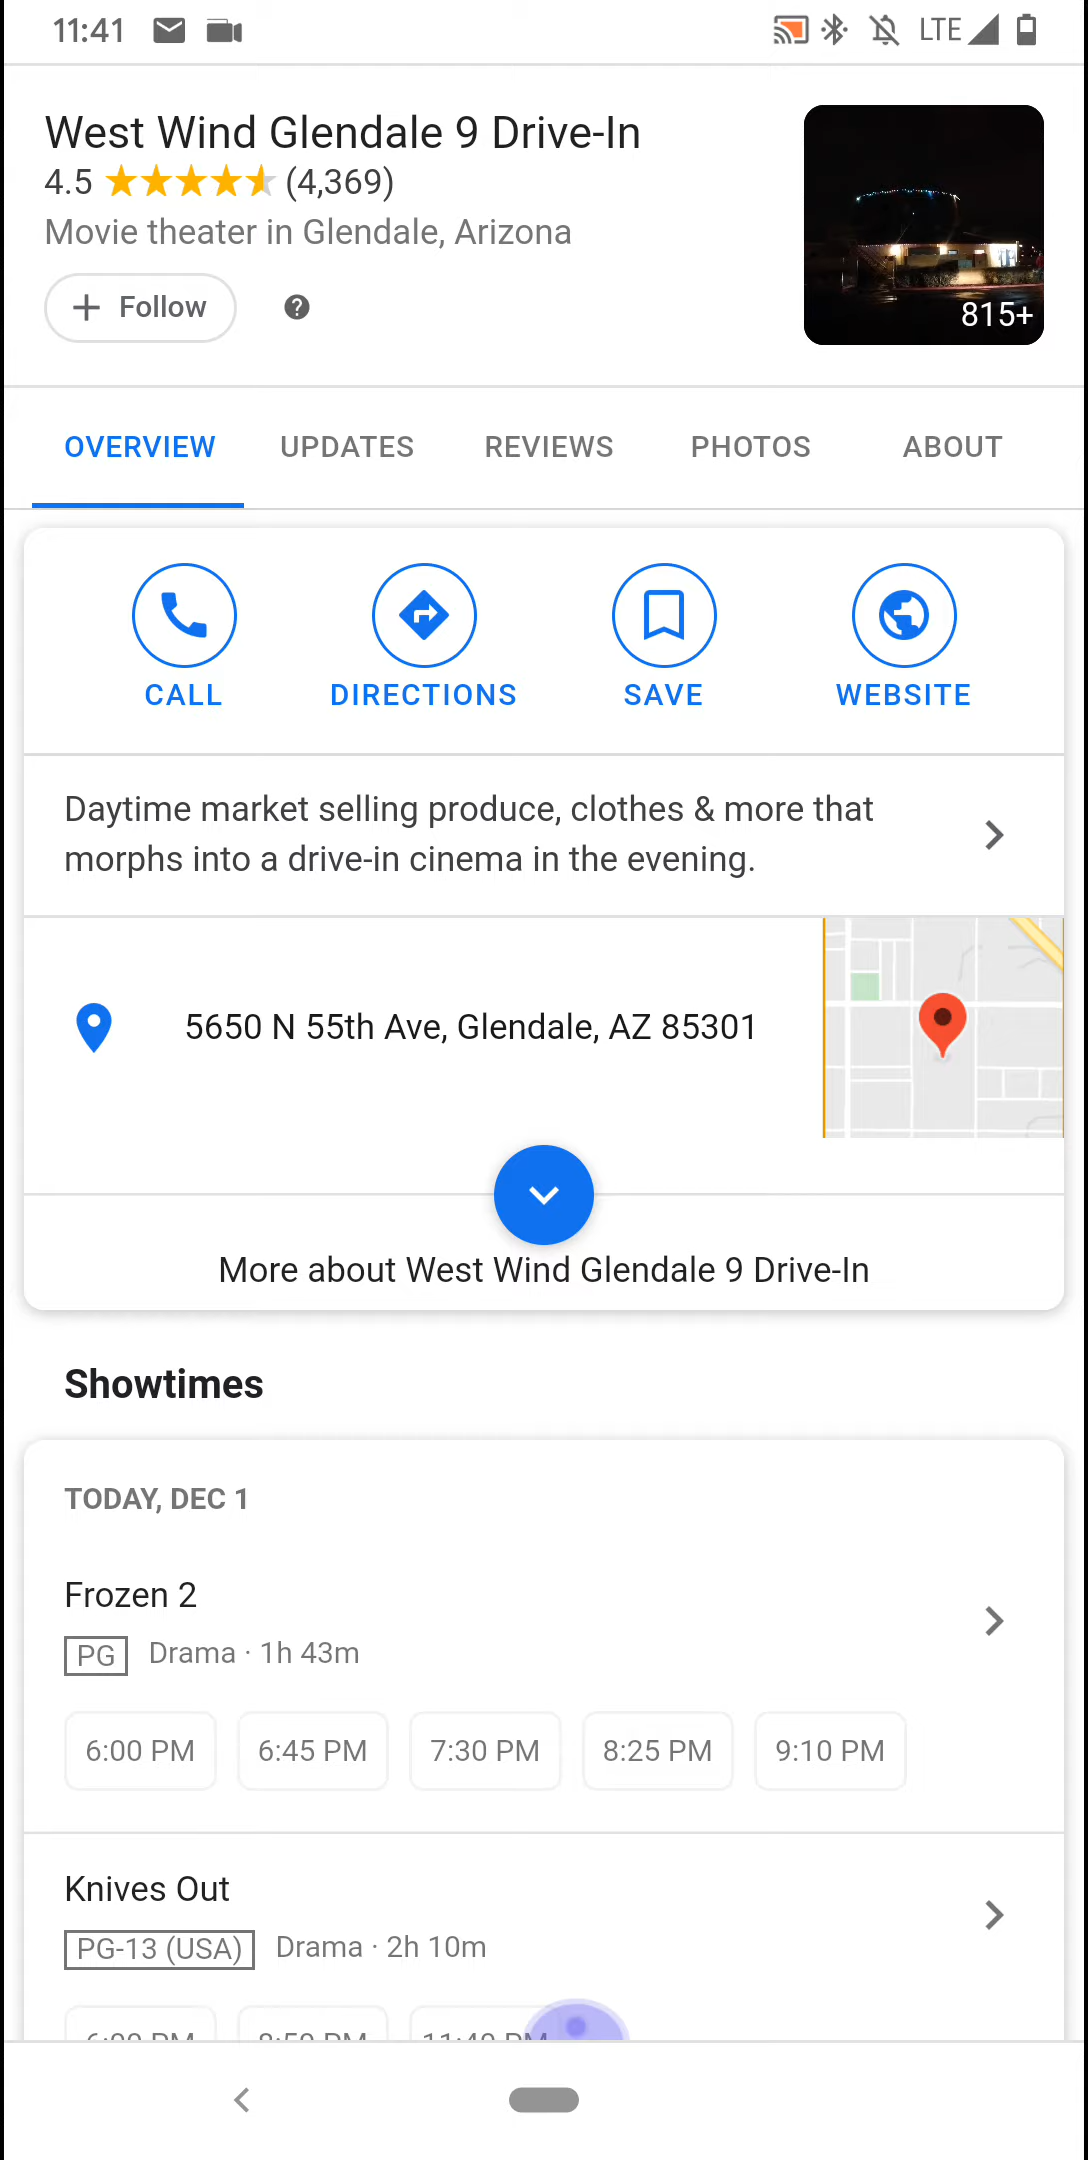 11:41 LTE
West Wind Glendale 9 Drive-In
4.5 (4,369)
Movie theater in Glendale, Arizona
Follow
815+
OVERVIEW UPDATES REVIEWS PHOTOS ABOUT
CALL DIRECTIONS SAVE WEBSITE
Daytime market selling produce, clothes & more that
morphs into a drive-in cinema in the evening.
5650 N 55th Ave, Glendale, AZ 85301
More about West Wind Glendale 9 Drive-In
Showtimes
TODAY, DEC 1
Frozen 2
PG Drama · 1h 43m
6:00 PM 6:45 PM 7:30 PM 8:25 PM 9:10 PM
Knives Out
PG-13 (USA) Drama · 2h 10m